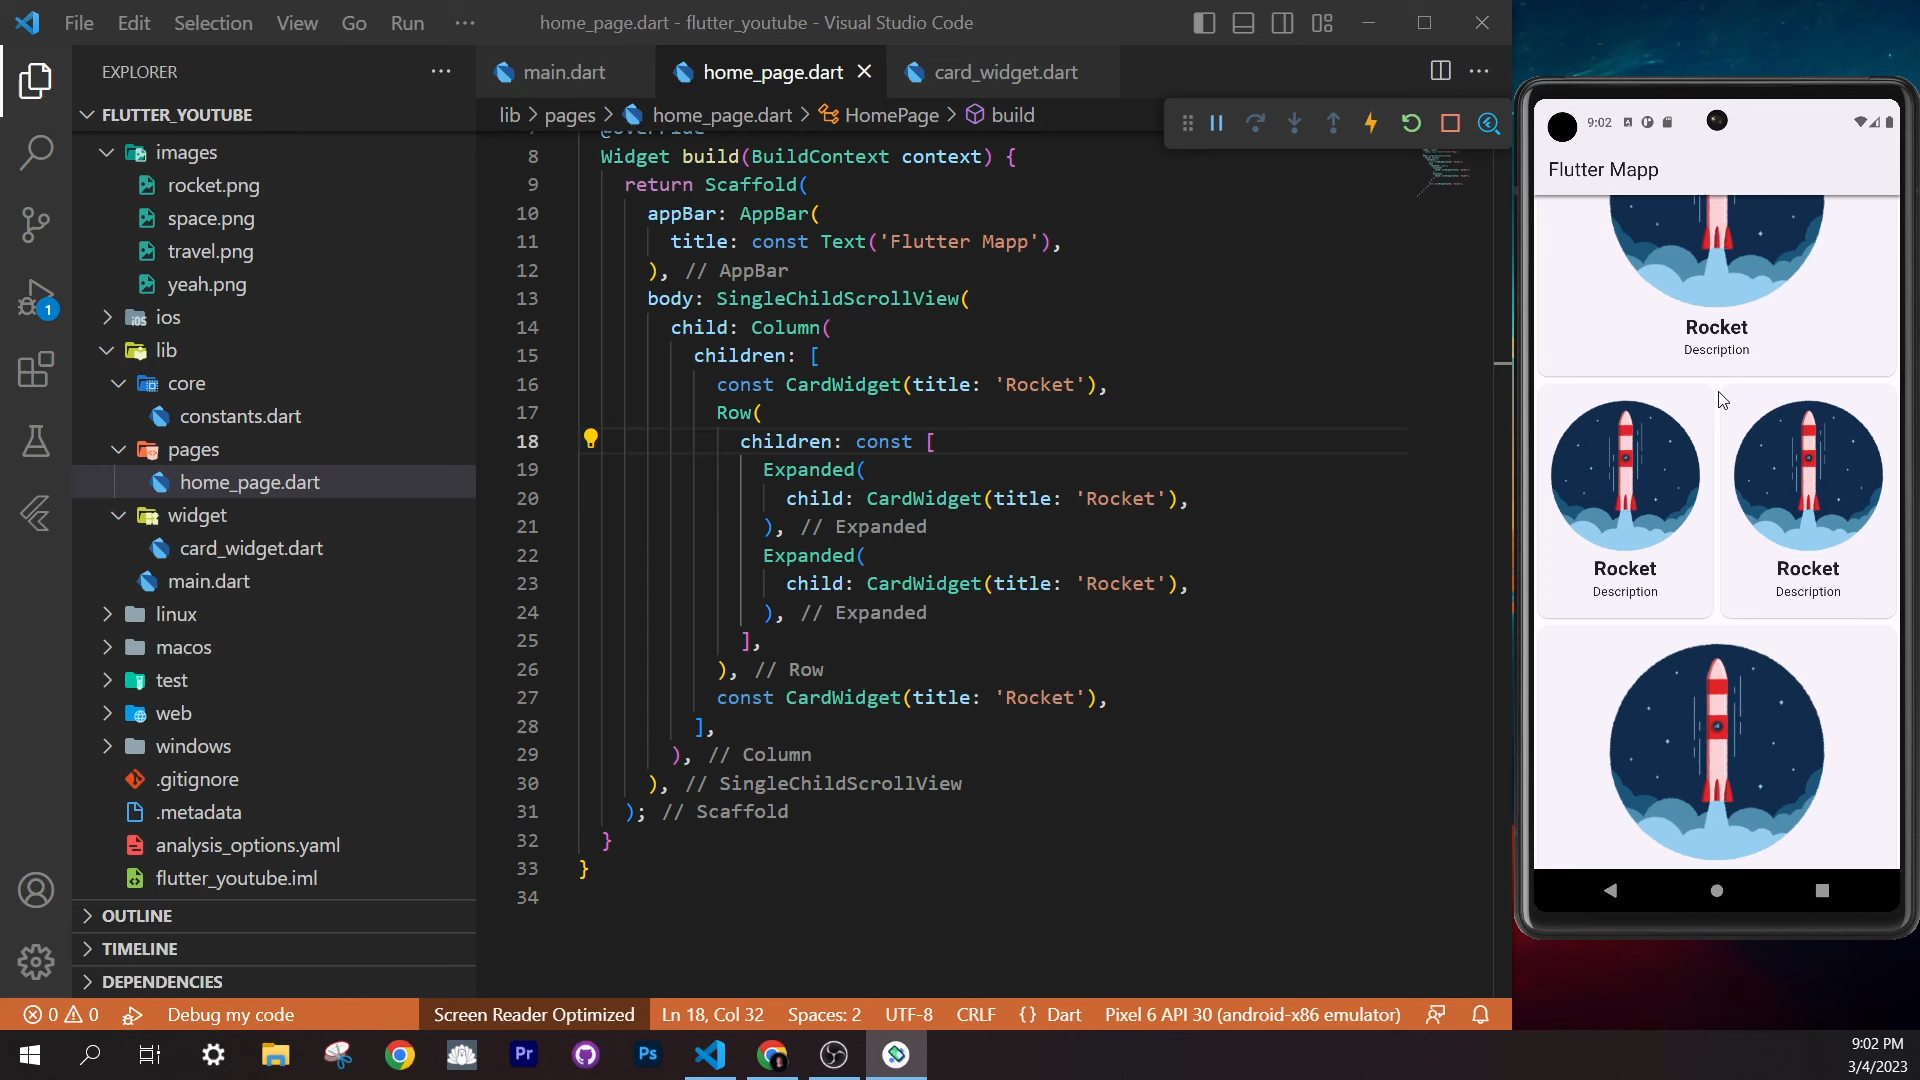 File Edit Selection View Go Run ···
home_page.dart - flutter_youtube - Visual Studio Code
EXPLORER
FLUTTER_YOUTUBE
images
rocket.png
space.png
travel.png
yeah.png
ios
lib
core
constants.dart
pages
home_page.dart
widget
card_widget.dart
main.dart
linux
macos
test
web
windows
.gitignore
.metadata
analysis_options.yaml
flutter_youtube.iml
OUTLINE
TIMELINE
DEPENDENCIES
1
main.dart home_page.dart card_widget.dart
lib > pages > home_page.dart > HomePage > build
8 Widget build(BuildContext context) {
9 return Scaffold(
10 appBar: AppBar(
11 title: const Text('Flutter Mapp'),
12 ), // AppBar
13 body: SingleChildScrollView(
14 child: Column(
15 children: [
16 const CardWidget(title: 'Rocket'),
17 Row(
18 children: const [
19 Expanded(
20 child: CardWidget(title: 'Rocket'),
21 ), // Expanded
22 Expanded(
23 child: CardWidget(title: 'Rocket'),
24 ), // Expanded
25 ],
26 ), // Row
27 const CardWidget(title: 'Rocket'),
28 ],
29 ), // Column
30 ), // SingleChildScrollView
31 ); // Scaffold
32 }
33 }
34
9:02
Flutter Mapp
Rocket
Description
Rocket Rocket
Description Description
0 0 Debug my code Screen Reader Optimized Ln 18, Col 32 Spaces: 2 UTF-8 CRLF {} Dart Pixel 6 API 30 (android-x86 emulator)
Pr Ps
9:02 PM
3/4/2023